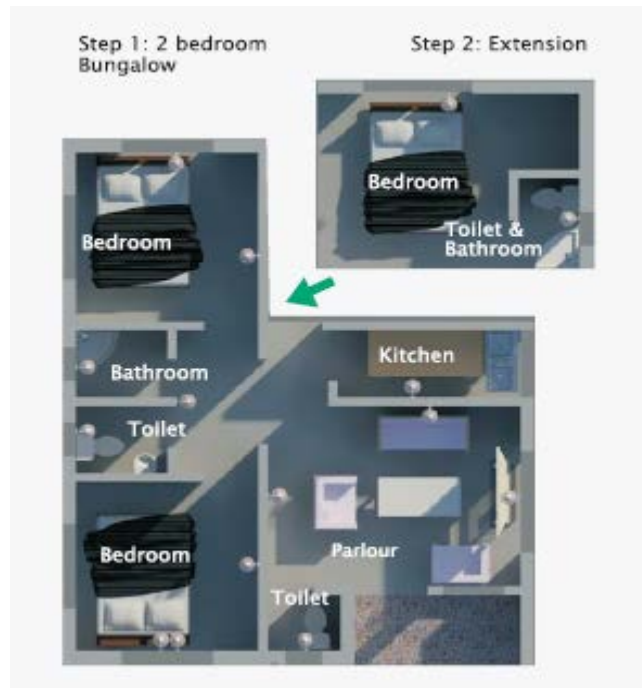 Step 1: 2 bedroom
Bungalow
Step 2: Extension
Bedroom
Toilet &
Bathroom
Bedroom
Kitchen
Bathroom
Toilet
Bedroom
Parlour
Toilet